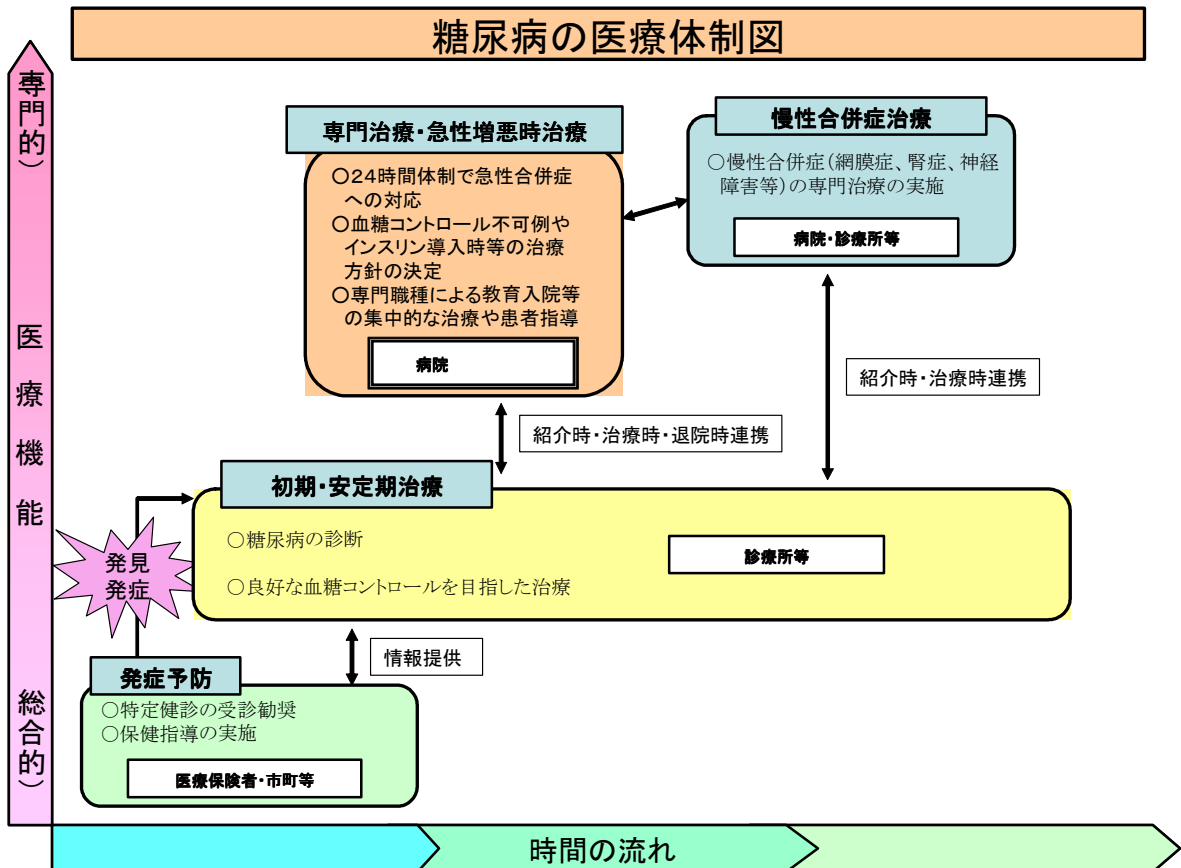 糖尿病の医療体制図
専門的）
医療機能
総合的）
専門治療・急性増悪時治療
○２４時間体制で急性合併症
への対応
○血糖コントロール不可例や
インスリン導入時等の治療
方針の決定
○専門職種による教育入院等
の集中的な治療や患者指導
病院
慢性合併症治療
○慢性合併症（網膜症、腎症、神経
障害等）の専門治療の実施
病院・診療所等
紹介時・治療時・退院時連携
紹介時・治療時連携
初期・安定期治療
○糖尿病の診断
○良好な血糖コントロールを目指した治療
診療所等
発見
発症
情報提供
発症予防
○特定健診の受診勧奨
○保健指導の実施
医療保険者・市町等
時間の流れ